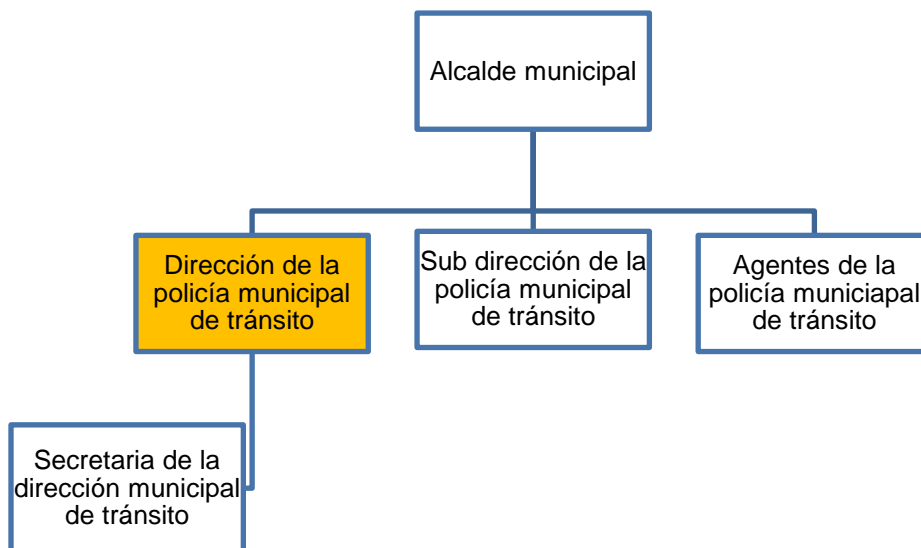 Alcalde municipal
Dirección de la
policía municipal
de tránsito
Sub dirección de la
policía municipal
de tránsito
Agentes de la
policía municiapal
de tránsito
Secretaria de la
dirección municipal
de tránsito